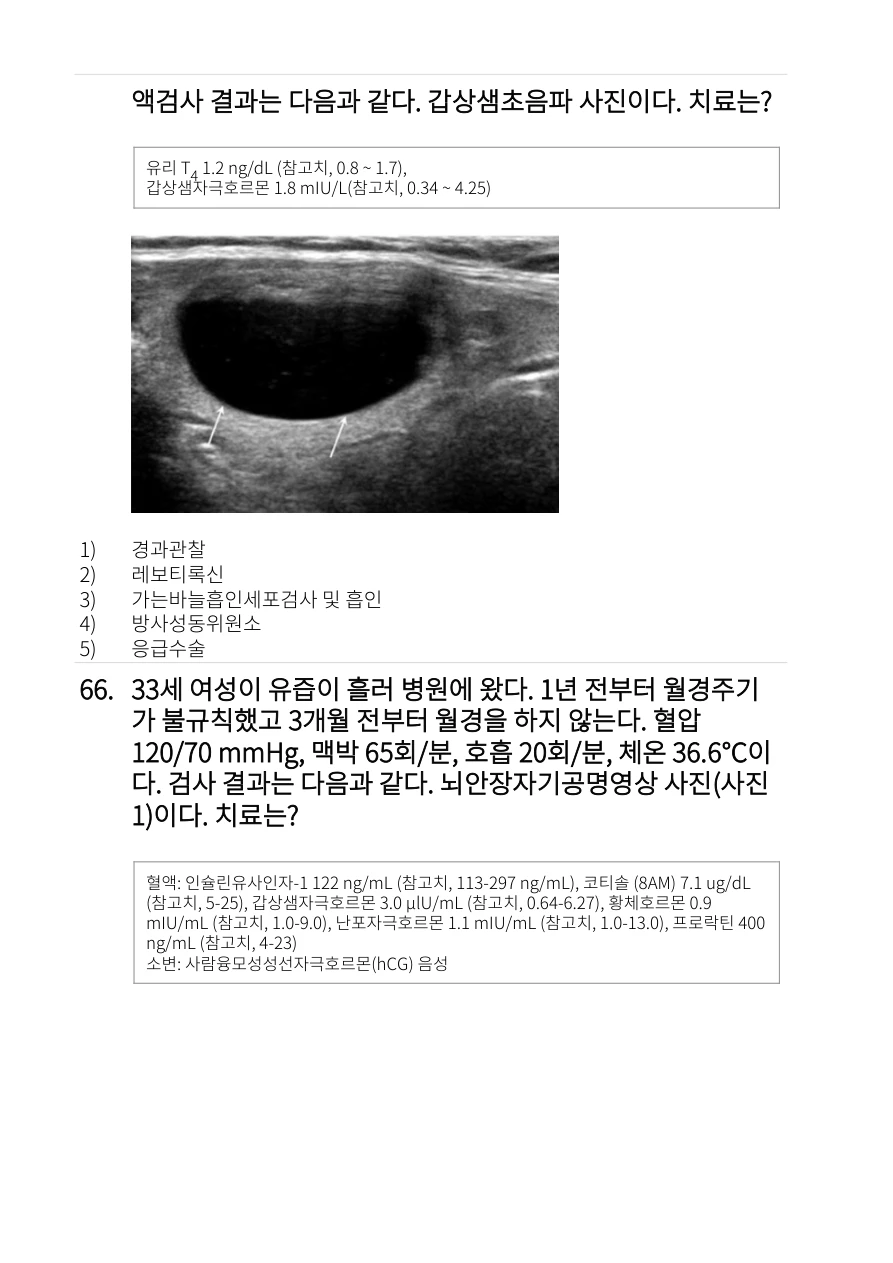 액검사 결과는 다음과 같다. 갑상샘초음파 사진이다. 치료는?
유리 T4 1.2 ng/dL (참고치, 0.8 ~ 1.7),
갑상샘자극호르몬 1.8 mIU/L(참고치, 0.34 ~ 4.25)
1) 경과관찰
2) 레보티록신
3) 가는바늘흡인세포검사 및 흡인
4) 방사성동위원소
5) 응급수술
66. 33세 여성이 유즙이 흘러 병원에 왔다. 1년 전부터 월경주기
가 불규칙했고 3개월 전부터 월경을 하지 않는다. 혈압
120/70 mmHg, 맥박 65회/분, 호흡 20회/분, 체온 36.6℃이
다. 검사 결과는 다음과 같다. 뇌안장자기공명영상 사진(사진
1)이다. 치료는?
혈액: 인슐린유사인자-1 122 ng/mL (참고치, 113-297 ng/mL), 코티솔 (8AM) 7.1 ug/dL
(참고치, 5-25), 갑상샘자극호르몬 3.0 μlU/mL (참고치, 0.64-6.27), 황체호르몬 0.9
mIU/mL (참고치, 1.0-9.0), 난포자극호르몬 1.1 mIU/mL (참고치, 1.0-13.0), 프로락틴 400
ng/mL (참고치, 4-23)
소변: 사람융모성성선자극호르몬(hCG) 음성